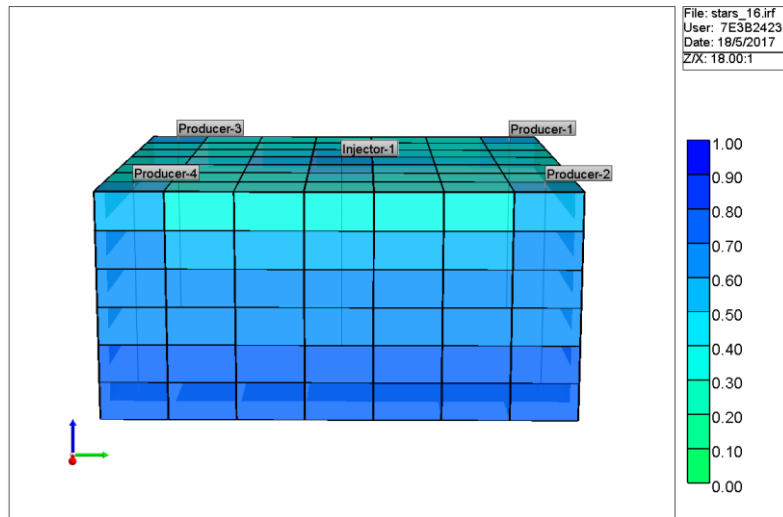 File: stars_16.irf
User: 7E3B2423
Date: 18/5/2017
Z/X: 18.00:1
Producer-3
Producer-1
Injector-1
Producer-4
Producer-2
1.00
0.90
0.80
0.70
0.60
0.50
0.40
0.30
0.20
0.10
0.00